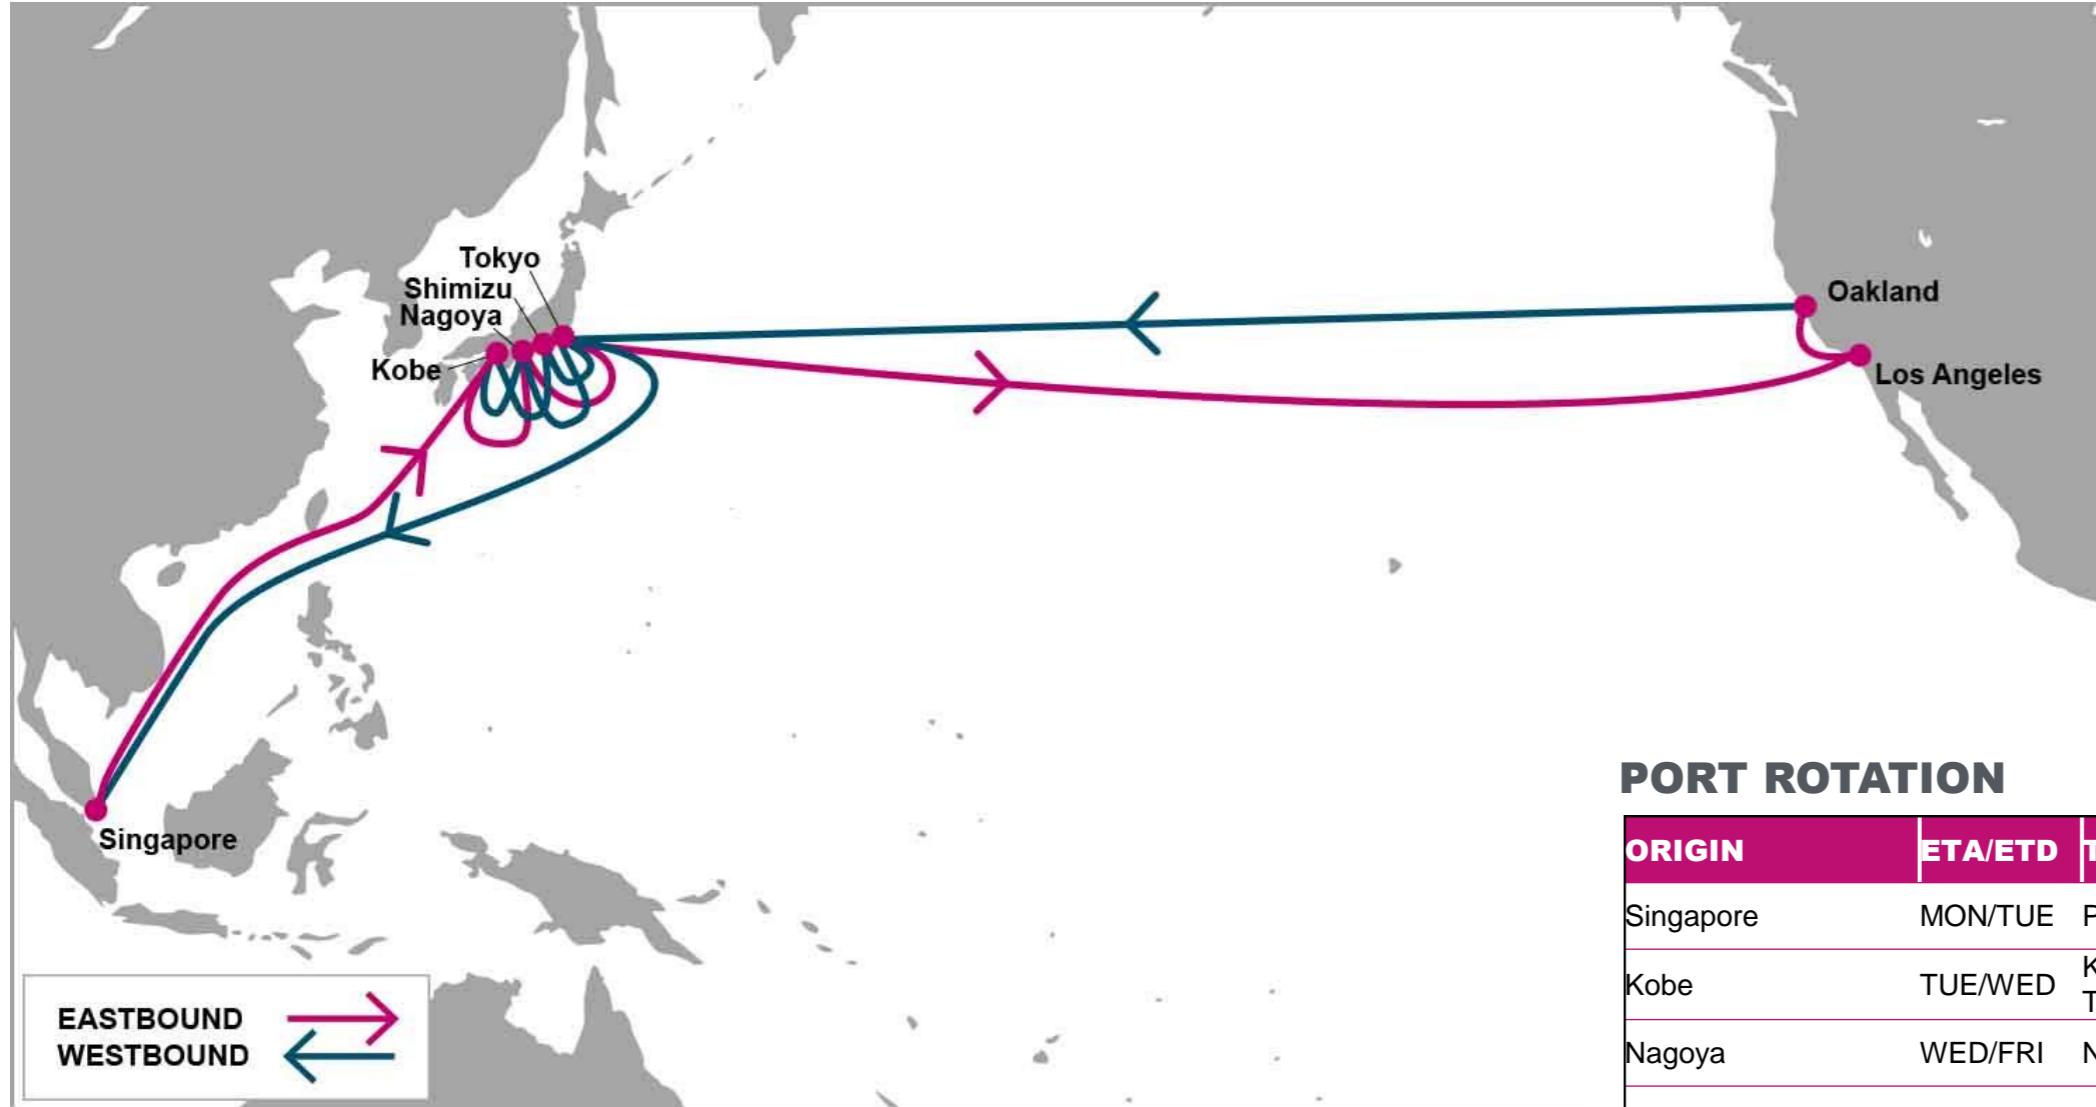 Tokyo
Shimizu
Nagoya
Kobe
Oakland
Los Angeles
Singapore
EASTBOUND
WESTBOUND
PORT ROTATION
ORIGIN ETA/ETD T
Singapore MON/TUE P
Kobe TUE/WED K
T
Nagoya WED/FRI N